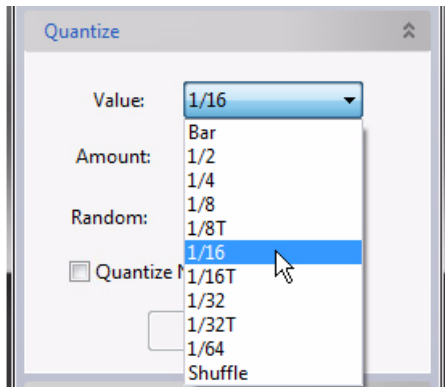 Quantize
Value: 1/16
Bar
Amount: 1/2
1/4
1/8
Random: 1/8T
1/16
Quantize 1/16T
1/32
1/32T
1/64
Shuffle